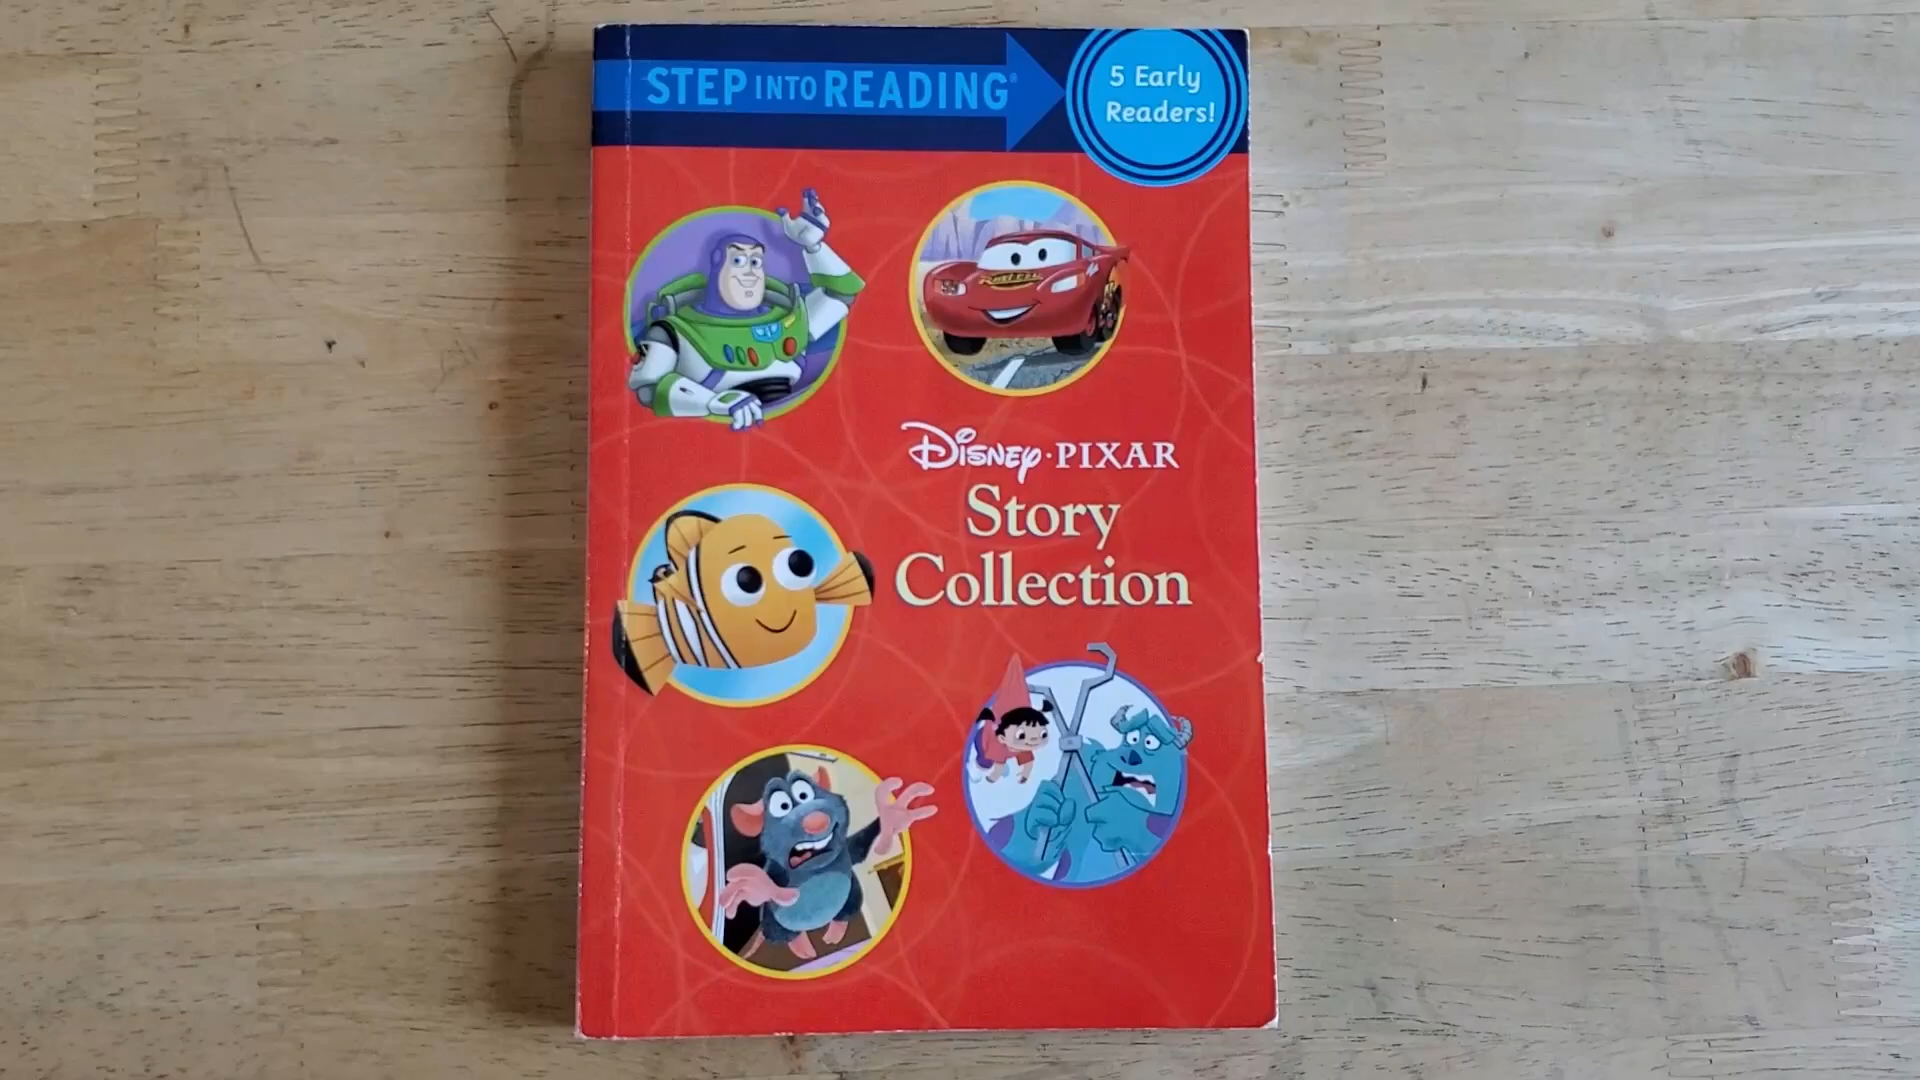 STEP INTO READING®
5 Early
Readers!
DISNEY·PIXAR
Story
Collection